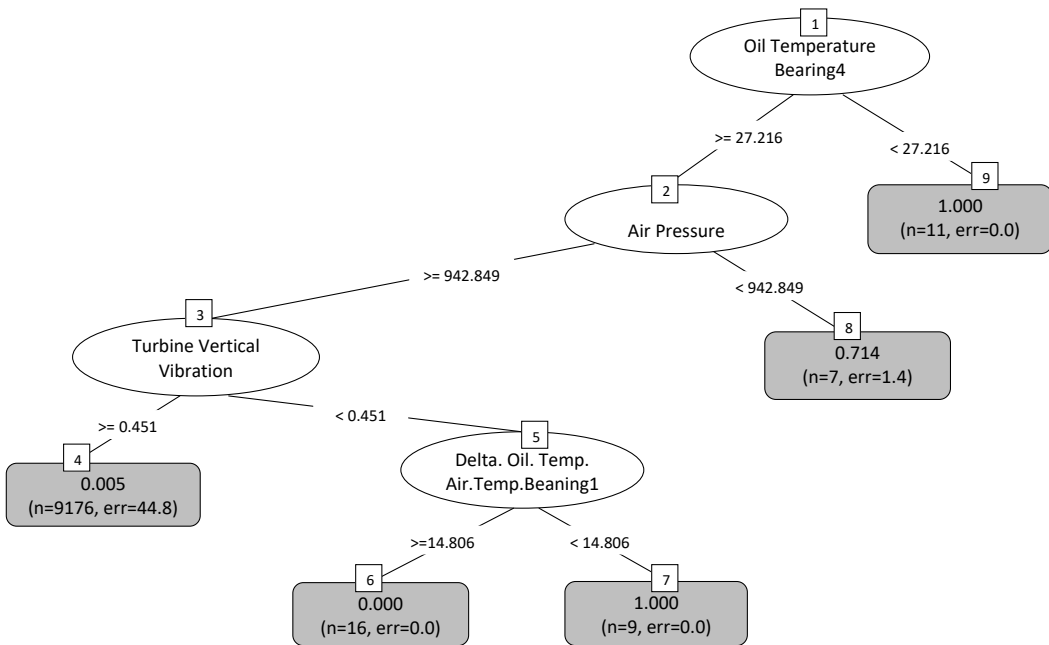 1
Oil Temperature
Bearing4
>= 27.216
< 27.216
2
Air Pressure
9
1.000
(n=11, err=0.0)
>= 942.849
< 942.849
3
Turbine Vertical
Vibration
8
0.714
(n=7, err=1.4)
>= 0.451
< 0.451
4
0.005
(n=9176, err=44.8)
5
Delta. Oil. Temp.
Air.Temp.Beaning1
>=14.806
< 14.806
6
0.000
(n=16, err=0.0)
7
1.000
(n=9, err=0.0)